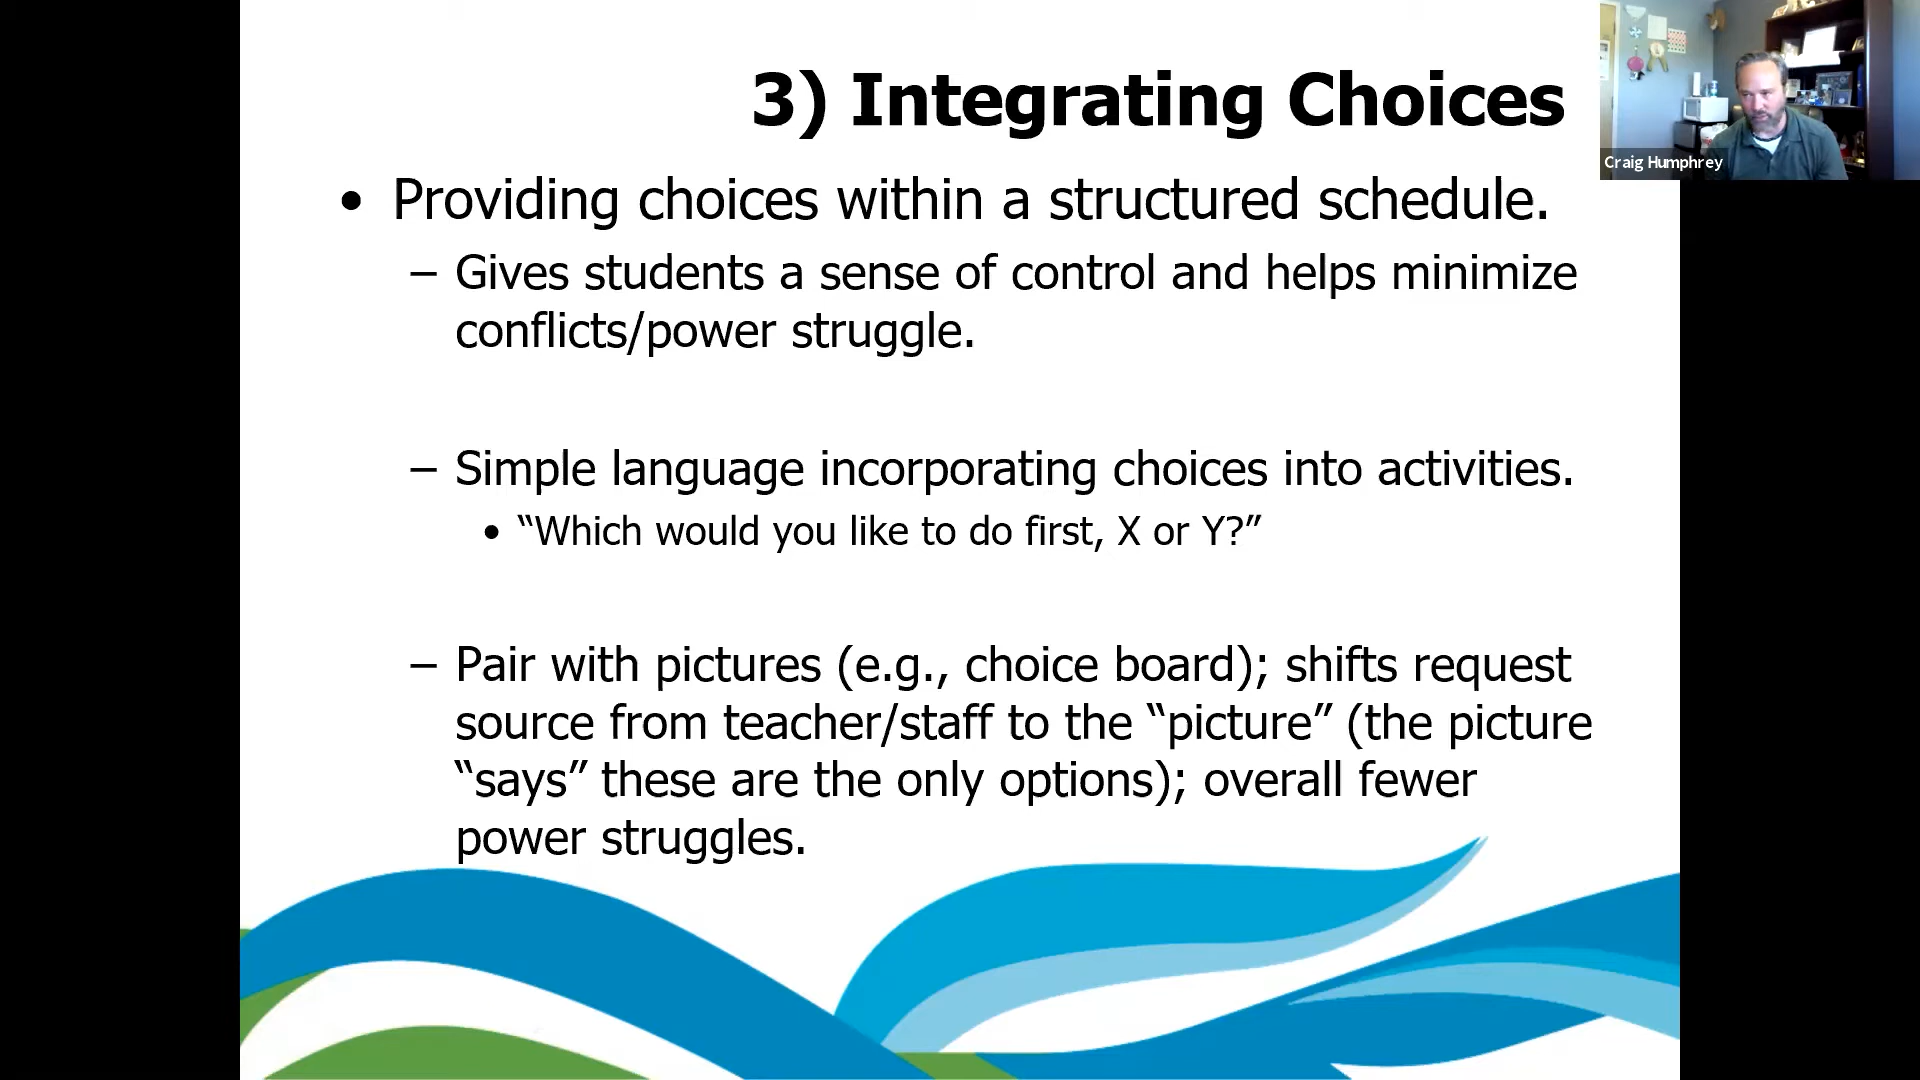 3) Integrating Choices
Craig Humphrey
• Providing choices within a structured schedule.
– Gives students a sense of control and helps minimize
conflicts/power struggle.
– Simple language incorporating choices into activities.
• “Which would you like to do first, X or Y?”
– Pair with pictures (e.g., choice board); shifts request
source from teacher/staff to the “picture” (the picture
“says” these are the only options); overall fewer
power struggles.